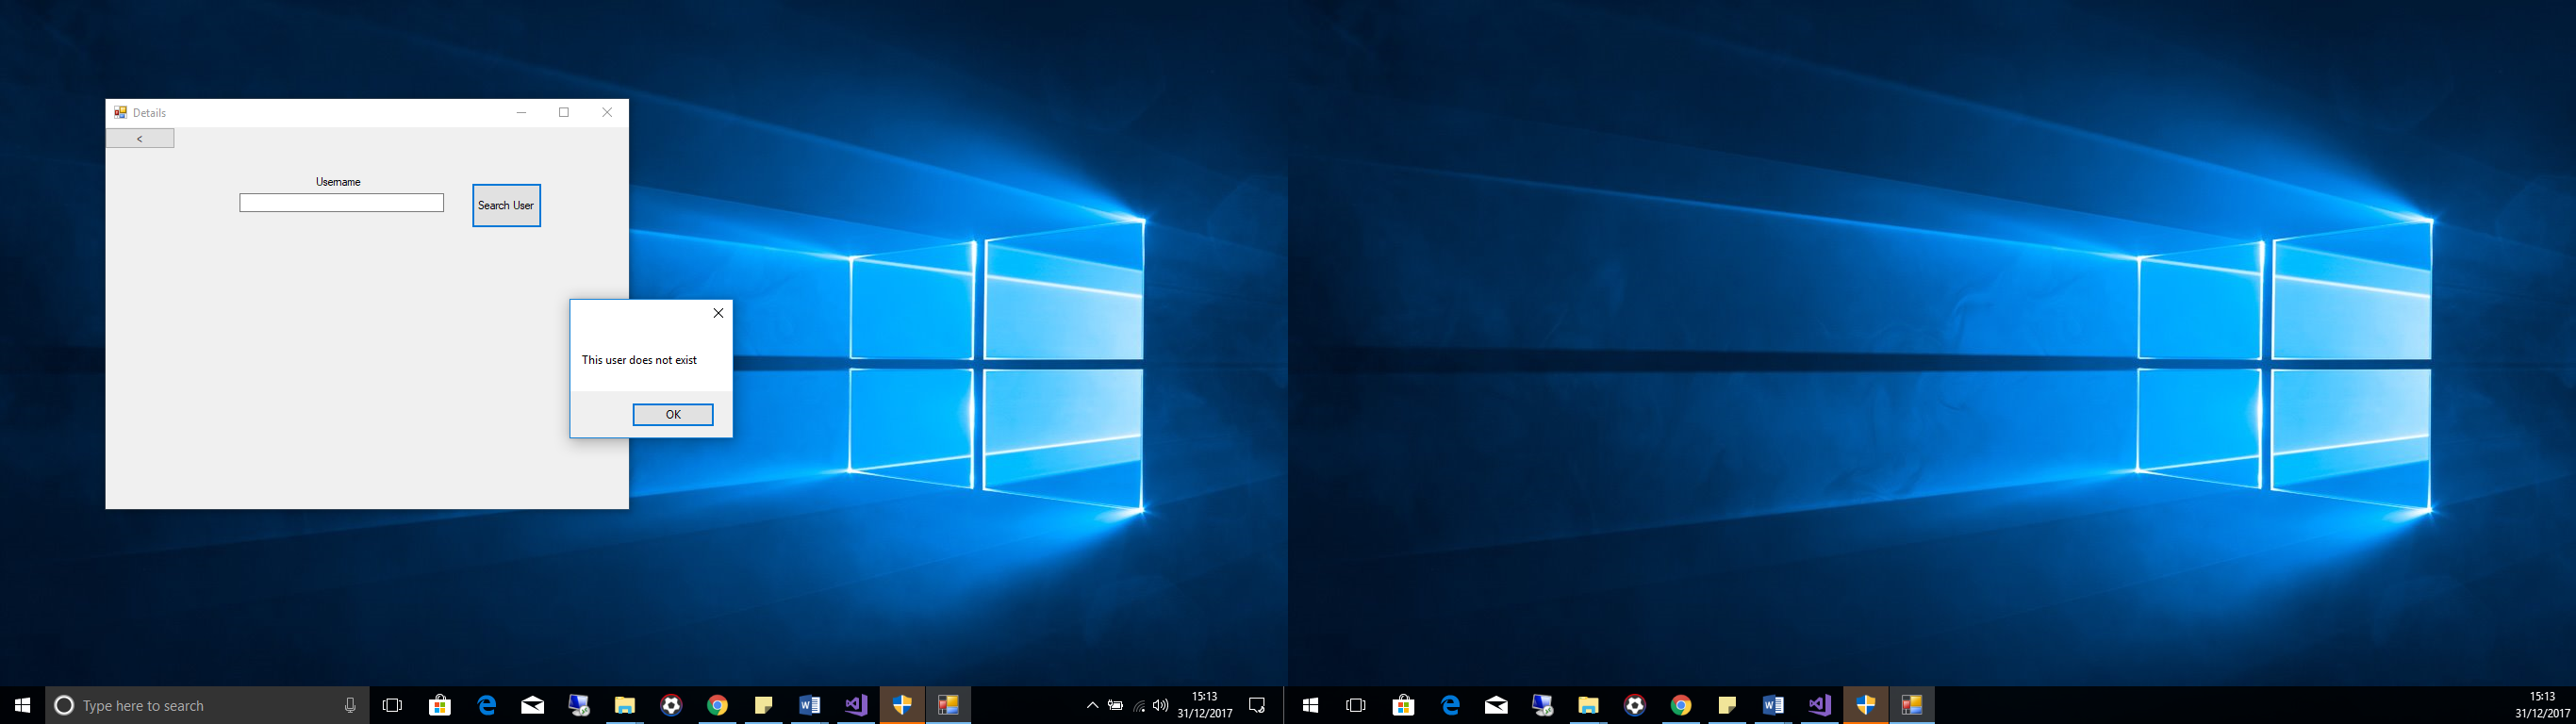 Details
<
Username
Search User
This user does not exist
OK
Type here to search
15:13
31/12/2017
15:13
31/12/2017